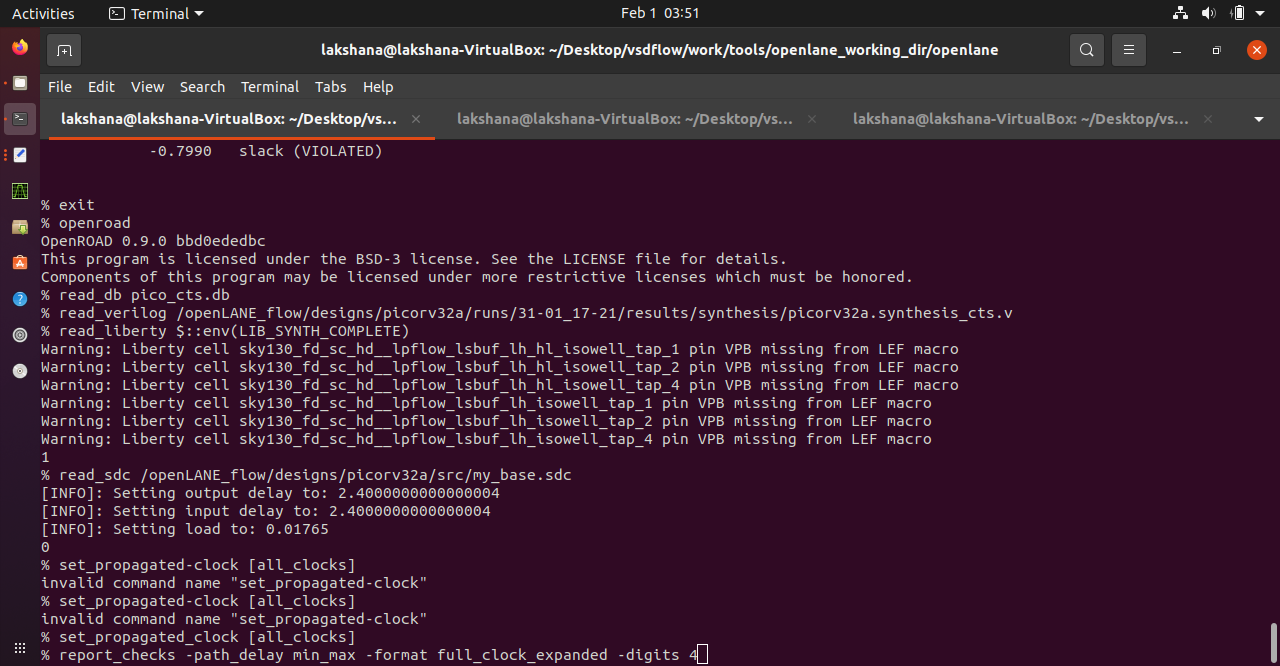 Activities
Terminal
Feb 1 03:51
lakshana@lakshana-VirtualBox: ~/Desktop/vsdflow/work/tools/openlane_working_dir/openlane
File Edit View Search Terminal Tabs Help
lakshana@lakshana-VirtualBox: ~/Desktop/vs...
lakshana@lakshana-VirtualBox: ~/Desktop/vs...
lakshana@lakshana-VirtualBox: ~/Desktop/vs...
-0.7990 slack (VIOLATED)
% exit
% openroad
OpenROAD 0.9.0 bbd0ededbc
This program is licensed under the BSD-3 license. See the LICENSE file for details.
Components of this program may be licensed under more restrictive licenses which must be honored.
% read_db pico_cts.db
% read_verilog /openLANE_flow/designs/picorv32a/runs/31-01_17-21/results/synthesis/picorv32a.synthesis_cts.v
% read_liberty $::env(LIB_SYNTH_COMPLETE)
Warning: Liberty cell sky130_fd_sc_hd__lpflow_lsbuf_lh_hl_isowell_tap_1 pin VPB missing from LEF macro
Warning: Liberty cell sky130_fd_sc_hd__lpflow_lsbuf_lh_hl_isowell_tap_2 pin VPB missing from LEF macro
Warning: Liberty cell sky130_fd_sc_hd__lpflow_lsbuf_lh_hl_isowell_tap_4 pin VPB missing from LEF macro
Warning: Liberty cell sky130_fd_sc_hd__lpflow_lsbuf_lh_isowell_tap_1 pin VPB missing from LEF macro
Warning: Liberty cell sky130_fd_sc_hd__lpflow_lsbuf_lh_isowell_tap_2 pin VPB missing from LEF macro
Warning: Liberty cell sky130_fd_sc_hd__lpflow_lsbuf_lh_isowell_tap_4 pin VPB missing from LEF macro
1
% read_sdc /openLANE_flow/designs/picorv32a/src/my_base.sdc
[INFO]: Setting output delay to: 2.4000000000000004
[INFO]: Setting input delay to: 2.4000000000000004
[INFO]: Setting load to: 0.01765
0
% set_propagated-clock [all_clocks]
invalid command name "set_propagated-clock"
% set_propagated-clock [all_clocks]
invalid command name "set_propagated-clock"
% set_propagated_clock [all_clocks]
% report_checks -path_delay min_max -format full_clock_expanded -digits 4